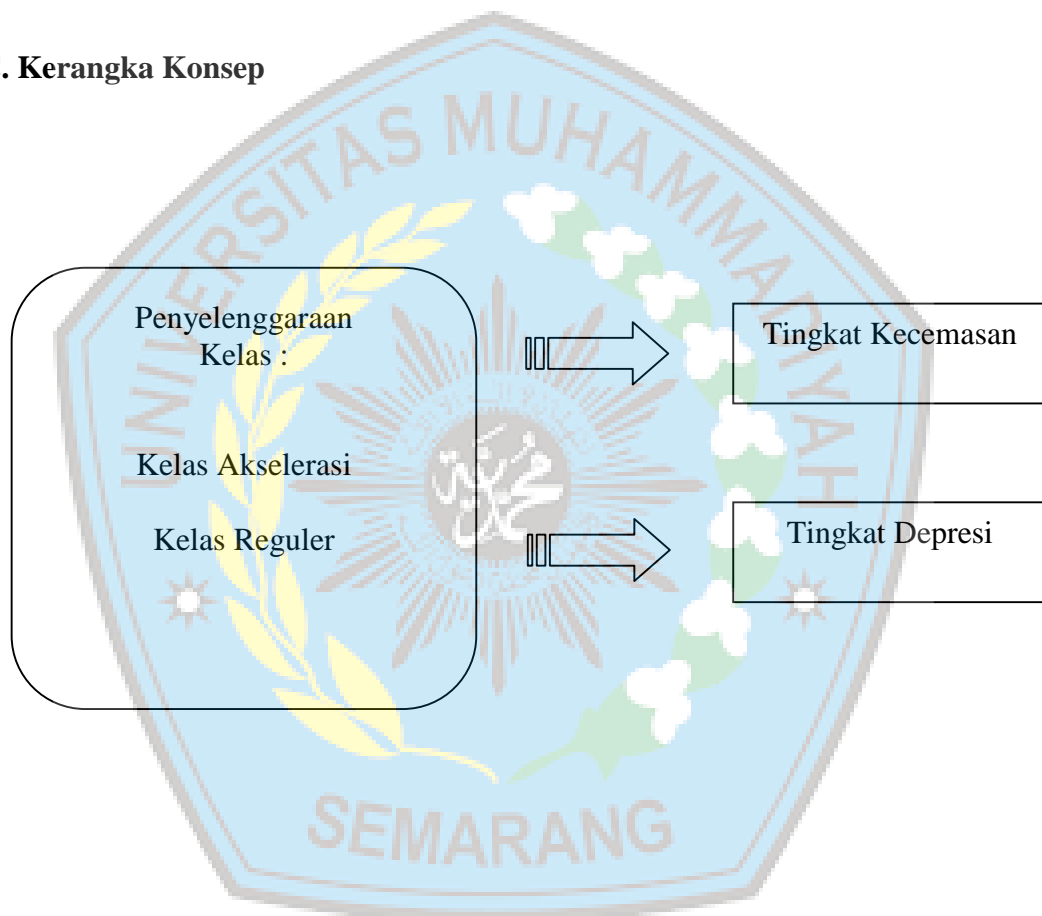 . Kerangka Konsep
UNIVERSITAS MUHAMMADIYAH
Penyelenggaraan
Kelas :
Tingkat Kecemasan
Kelas Akselerasi
Kelas Reguler
Tingkat Depresi
SEMARANG